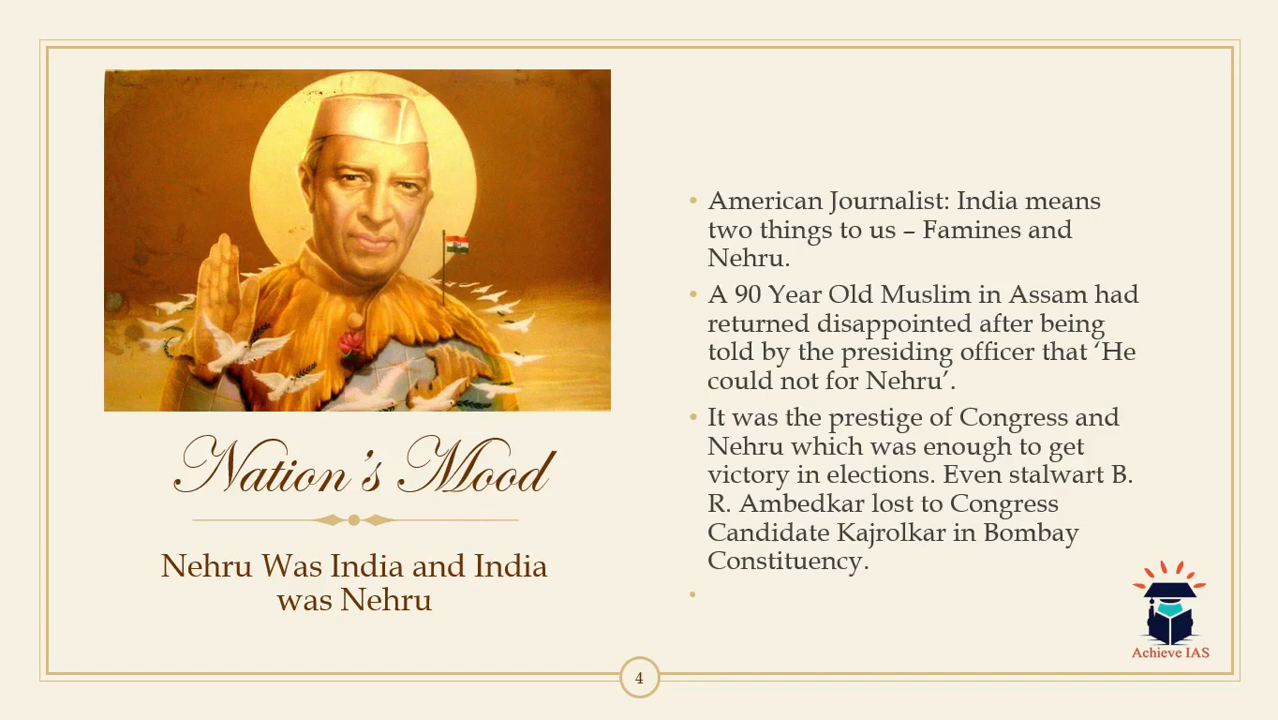 Nation's Mood
Nehru Was India and India
was Nehru
• American Journalist: India means
two things to us – Famines and
Nehru.
• A 90 Year Old Muslim in Assam had
returned disappointed after being
told by the presiding officer that ‘He
could not for Nehru’.
• It was the prestige of Congress and
Nehru which was enough to get
victory in elections. Even stalwart B.
R. Ambedkar lost to Congress
Candidate Kajrolkar in Bombay
Constituency.
•
Achieve IAS
4